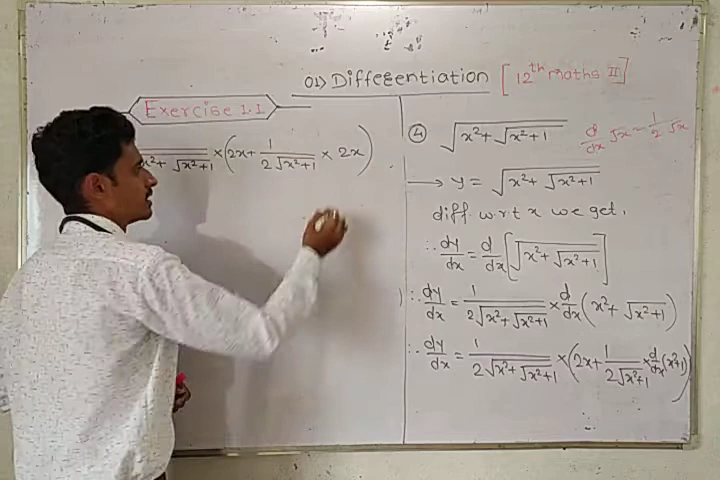 01) Differentiation [12th maths II]
Exercise 1.1
x²+ √x²+1 × (2x+ 1/2√x²+1 × 2x)
④ √x²+ √x²+1
d/dx √x = 1/2√x
→ y = √x²+ √x²+1
diff. w.r.t x we get,
∴ dy/dx = d/dx [√x²+ √x²+1]
∴ dy/dx = 1/2√x²+ √x²+1 × d/dx (x²+ √x²+1)
∴ dy/dx = 1/2√x²+ √x²+1 × (2x+ 1/2√x²+1 × d/dx (x²+1))